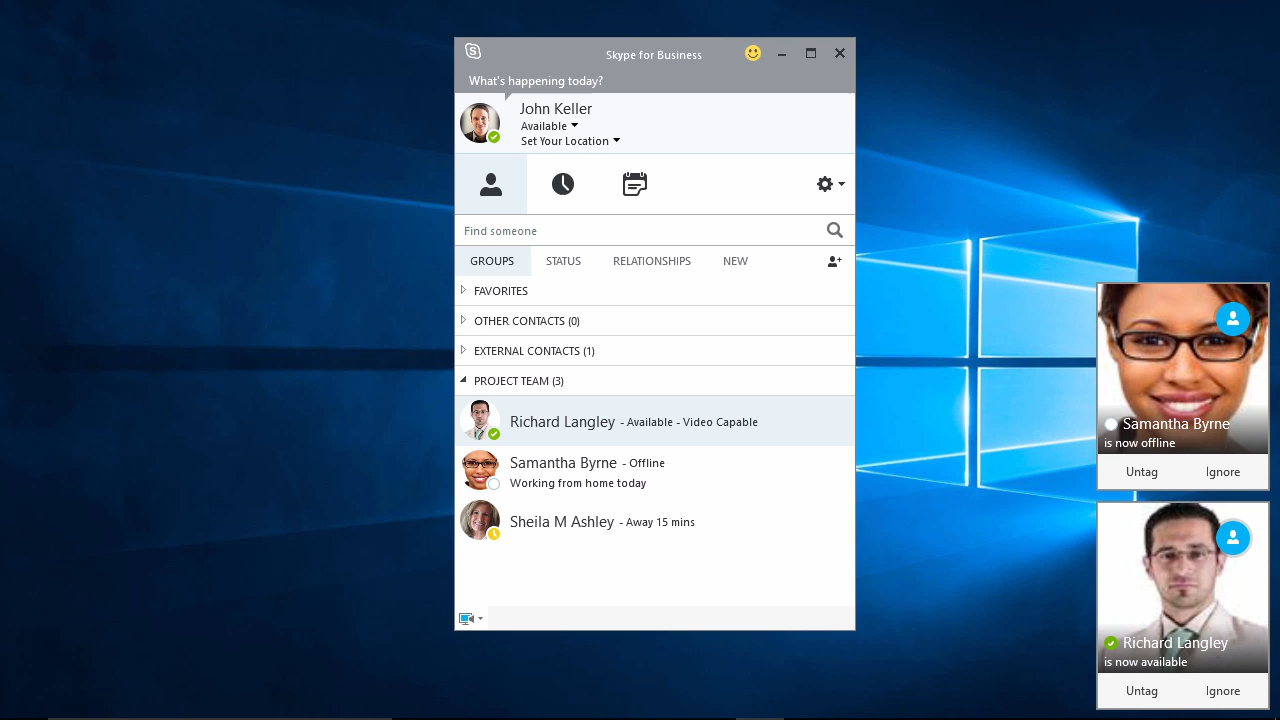 Skype for Business
What's happening today?
John Keller
Available
Set Your Location
Find someone
GROUPS STATUS RELATIONSHIPS NEW
FAVORITES
OTHER CONTACTS (0)
EXTERNAL CONTACTS (1)
PROJECT TEAM (3)
Richard Langley - Available - Video Capable
Samantha Byrne - Offline
Working from home today
Sheila M Ashley - Away 15 mins
Samantha Byrne
is now offline
Untag Ignore
Richard Langley
is now available
Untag Ignore